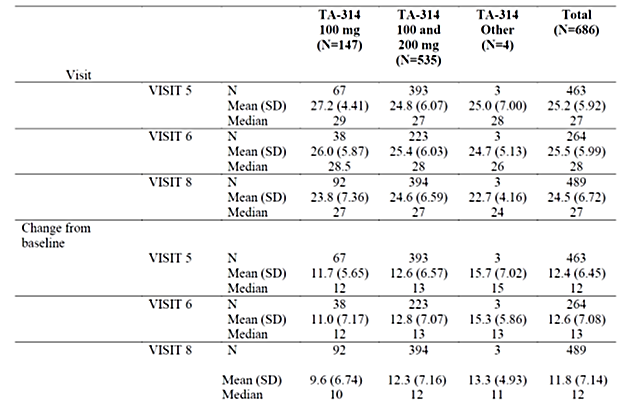 TA-314 TA-314 TA-314 Total
100 mg 100 and Other (N=686)
(N=147) 200 mg (N=4)
(N=535)
Visit
VISIT 5 N 67 393 3 463
Mean (SD) 27.2 (4.41) 24.8 (6.07) 25.0 (7.00) 25.2 (5.92)
Median 29 27 28 27
VISIT 6 N 38 223 3 264
Mean (SD) 26.0 (5.87) 25.4 (6.03) 24.7 (5.13) 25.5 (5.99)
Median 28.5 28 26 28
VISIT 8 N 92 394 3 489
Mean (SD) 23.8 (7.36) 24.6 (6.59) 22.7 (4.16) 24.5 (6.72)
Median 27 27 24 27
Change from
baseline
VISIT 5 N 67 393 3 463
Mean (SD) 11.7 (5.65) 12.6 (6.57) 15.7 (7.02) 12.4 (6.45)
Median 12 13 15 12
VISIT 6 N 38 223 3 264
Mean (SD) 11.0 (7.17) 12.8 (7.07) 15.3 (5.86) 12.6 (7.08)
Median 12 13 13 13
VISIT 8 N 92 394 3 489
Mean (SD) 9.6 (6.74) 12.3 (7.16) 13.3 (4.93) 11.8 (7.14)
Median 10 12 11 12